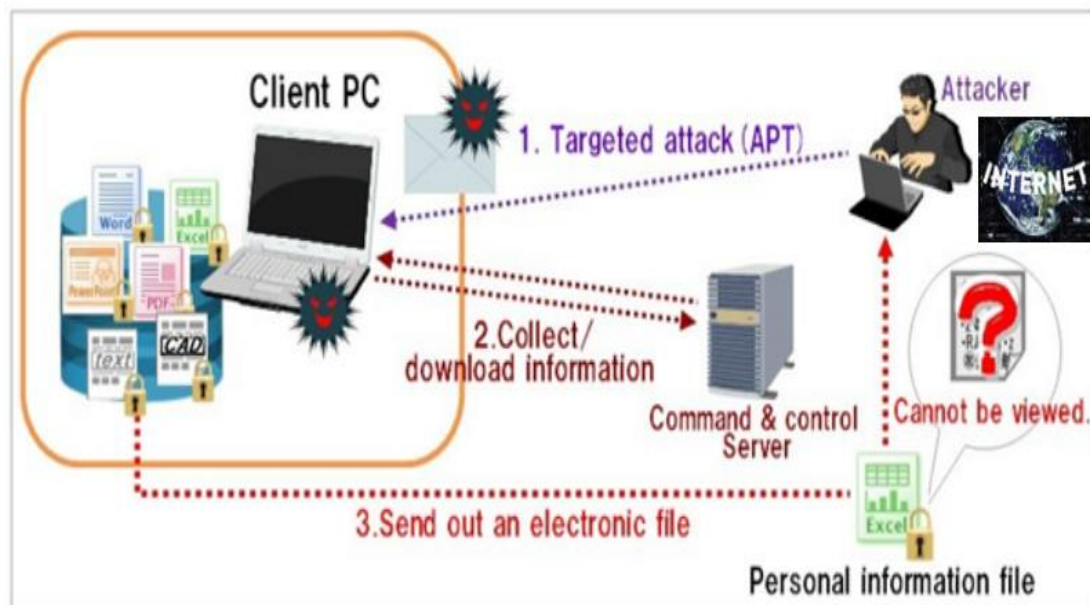 Client PC
Attacker
INTERNET
1. Targeted attack (APT)
Word
Excel
PowerPoint
PDF
text
CAD
2.Collect/
download information
Command & control
Server
Cannot be viewed.
3.Send out an electronic file
Excel
Personal information file